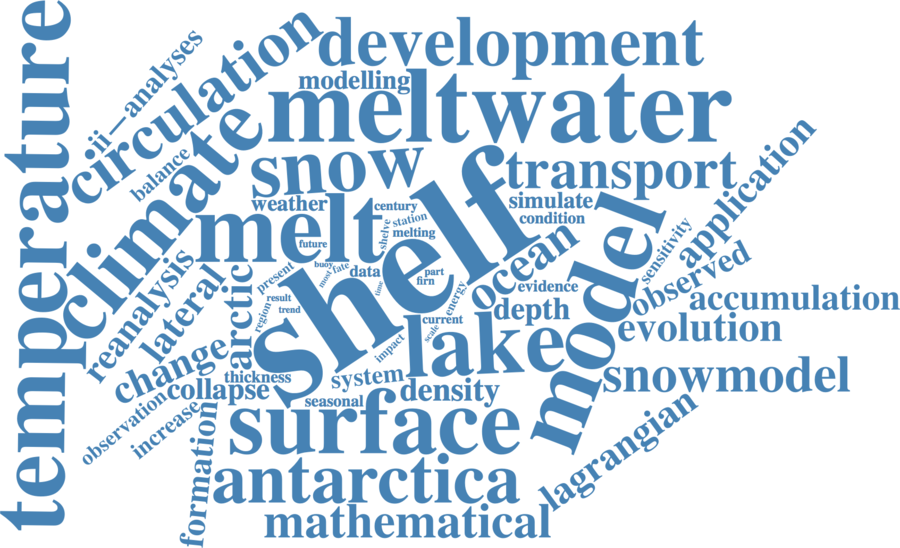 temperature
ii—analyses
circulation
development
modelling
meltwater
balance
climate
snow
transport
application
weather
century
simulate
station
condition
melt
shelve
melting
sensitivity
future
shelf
ocean
model
observed
reanalysis
lateral
arctic
present
buoy
fate
most
data
time
part
firn
energy
evidence
accumulation
result
region
trend
current
scale
depth
evolution
change
lake
impact
thickness
system
snowmodel
collapse
density
observation
increase
seasonal
formation
surface
lagrangian
antarctica
mathematical